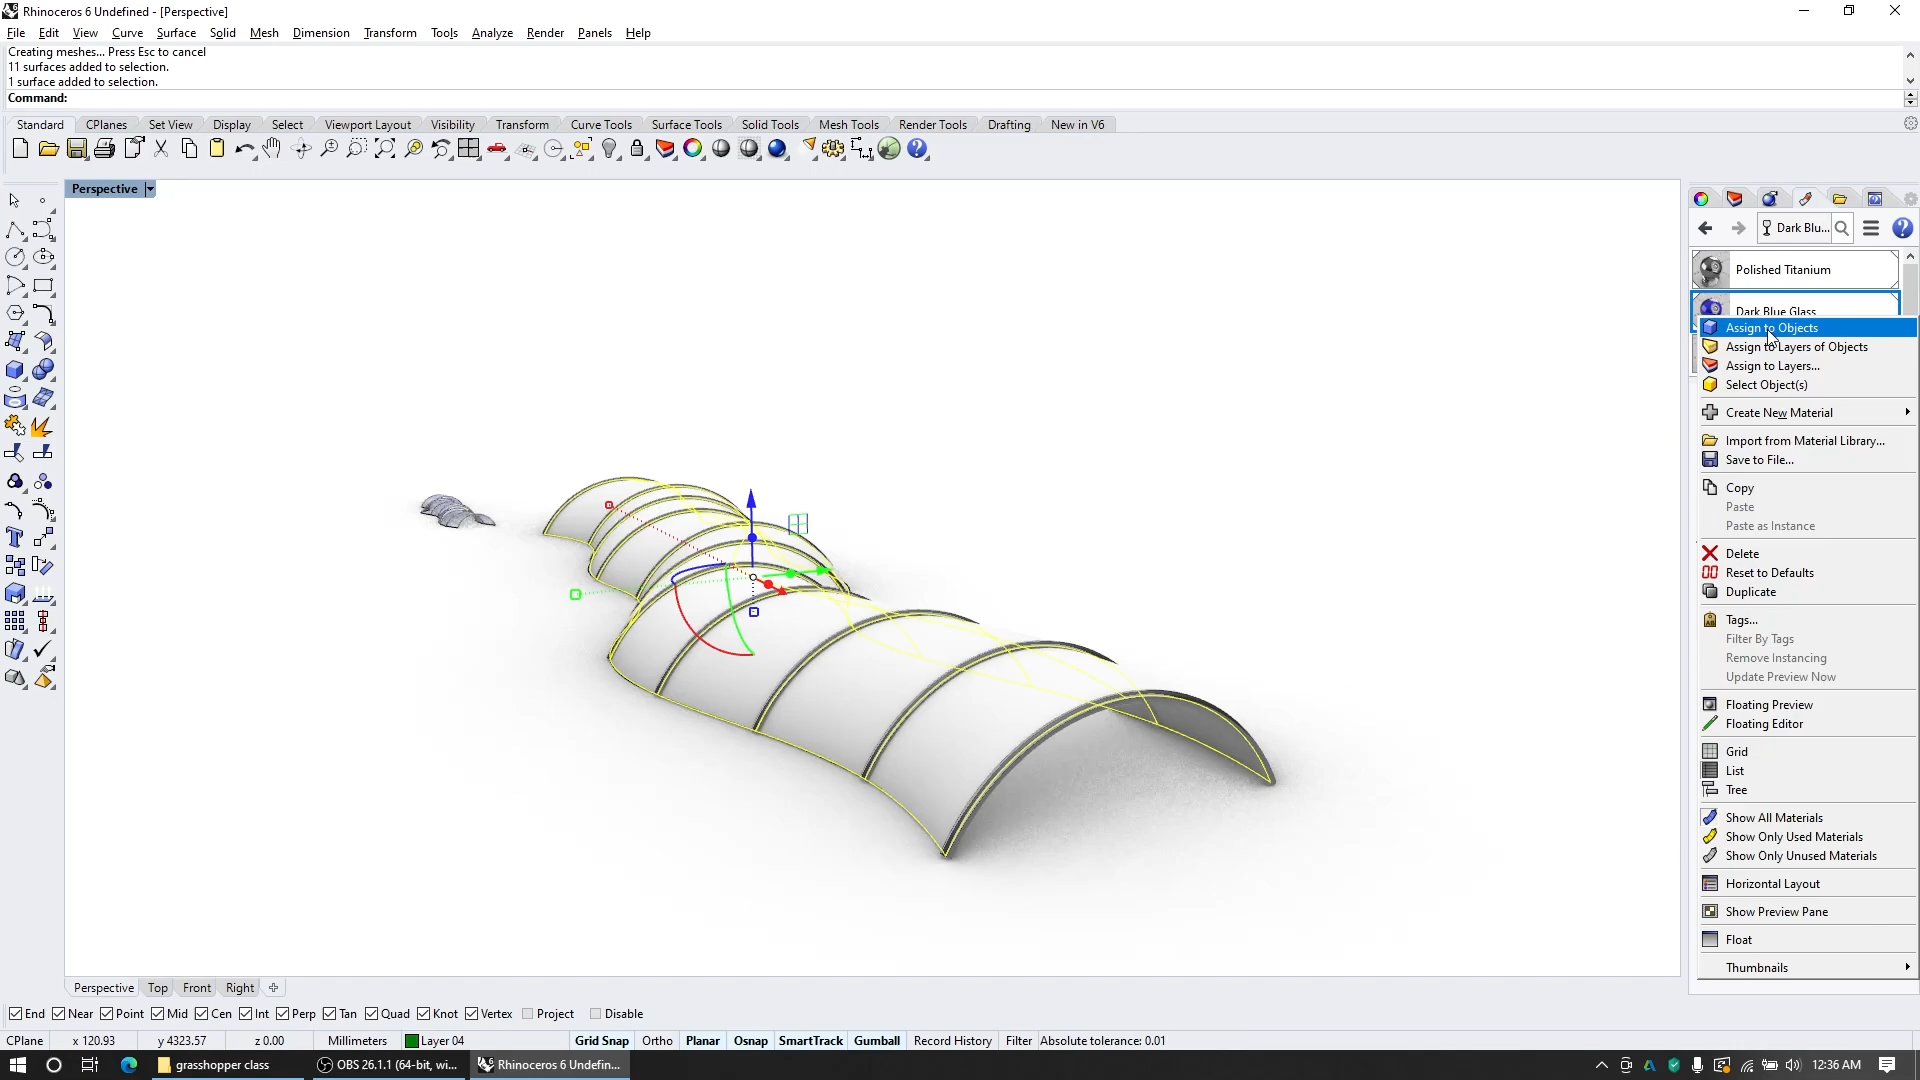 Rhinoceros 6 Undefined - [Perspective]
File Edit View Curve Surface Solid Mesh Dimension Transform Tools Analyze Render Panels Help
Creating meshes... Press Esc to cancel
11 surfaces added to selection.
1 surface added to selection.
Command:
Standard CPlanes Set View Display Select Viewport Layout Visibility Transform Curve Tools Surface Tools Solid Tools Mesh Tools Render Tools Drafting New in V6
Perspective
Dark Blu...
Polished Titanium
Dark Blue Glass
Assign to Objects
Assign to Layers of Objects
Assign to Layers...
Select Object(s)
Create New Material
Import from Material Library...
Save to File...
Copy
Paste
Paste as Instance
Delete
Reset to Defaults
Duplicate
Tags...
Filter By Tags
Remove Instancing
Update Preview Now
Floating Preview
Floating Editor
Grid
List
Tree
Show All Materials
Show Only Used Materials
Show Only Unused Materials
Horizontal Layout
Show Preview Pane
Float
Thumbnails
Perspective Top Front Right
End Near Point Mid Cen Int Perp Tan Quad Knot Vertex Project Disable
CPlane x 120.93 y 4323.57 z 0.00 Millimeters Layer 04 Grid Snap Ortho Planar Osnap SmartTrack Gumball Record History Filter Absolute tolerance: 0.01
grasshopper class OBS 26.1.1 (64-bit, wi... Rhinoceros 6 Undefin... 12:36 AM